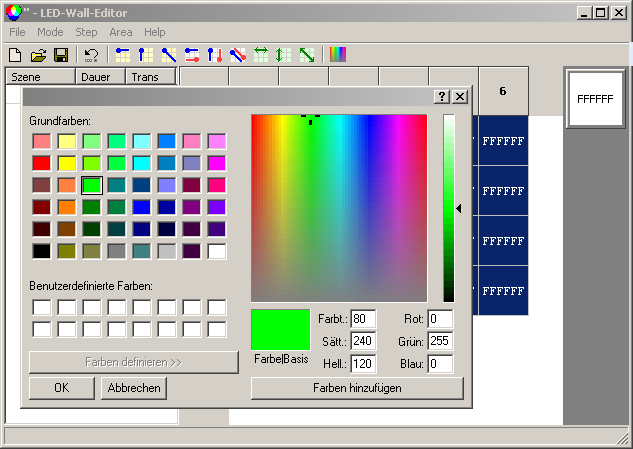 " - LED-Wall-Editor
File Mode Step Area Help
Szene Dauer Trans
6
FFFFFF
FFFFFF
FFFFFF
FFFFFF
FFFFFF
?
Grundfarben:
Benutzerdefinierte Farben:
Farben definieren >>
OK Abbrechen
Farbe|Basis
Farbt.: 80 Rot: 0
Sätt.: 240 Grün: 255
Hell.: 120 Blau: 0
Farben hinzufügen